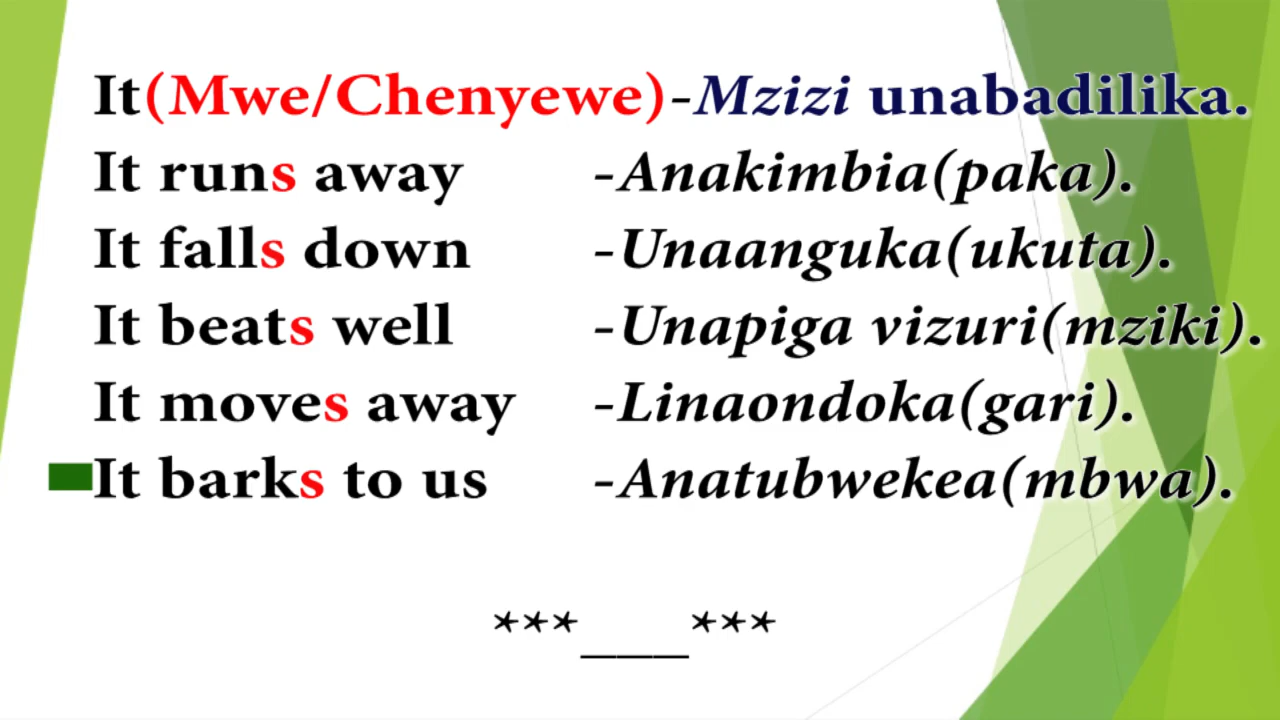 It(Mwe/Chenyewe)-Mzizi unabadilika.
It runs away -Anakimbia(paka).
It falls down -Unaanguka(ukuta).
It beats well -Unapiga vizuri(mziki).
It moves away -Linaondoka(gari).
It barks to us -Anatubwekea(mbwa).
***___***